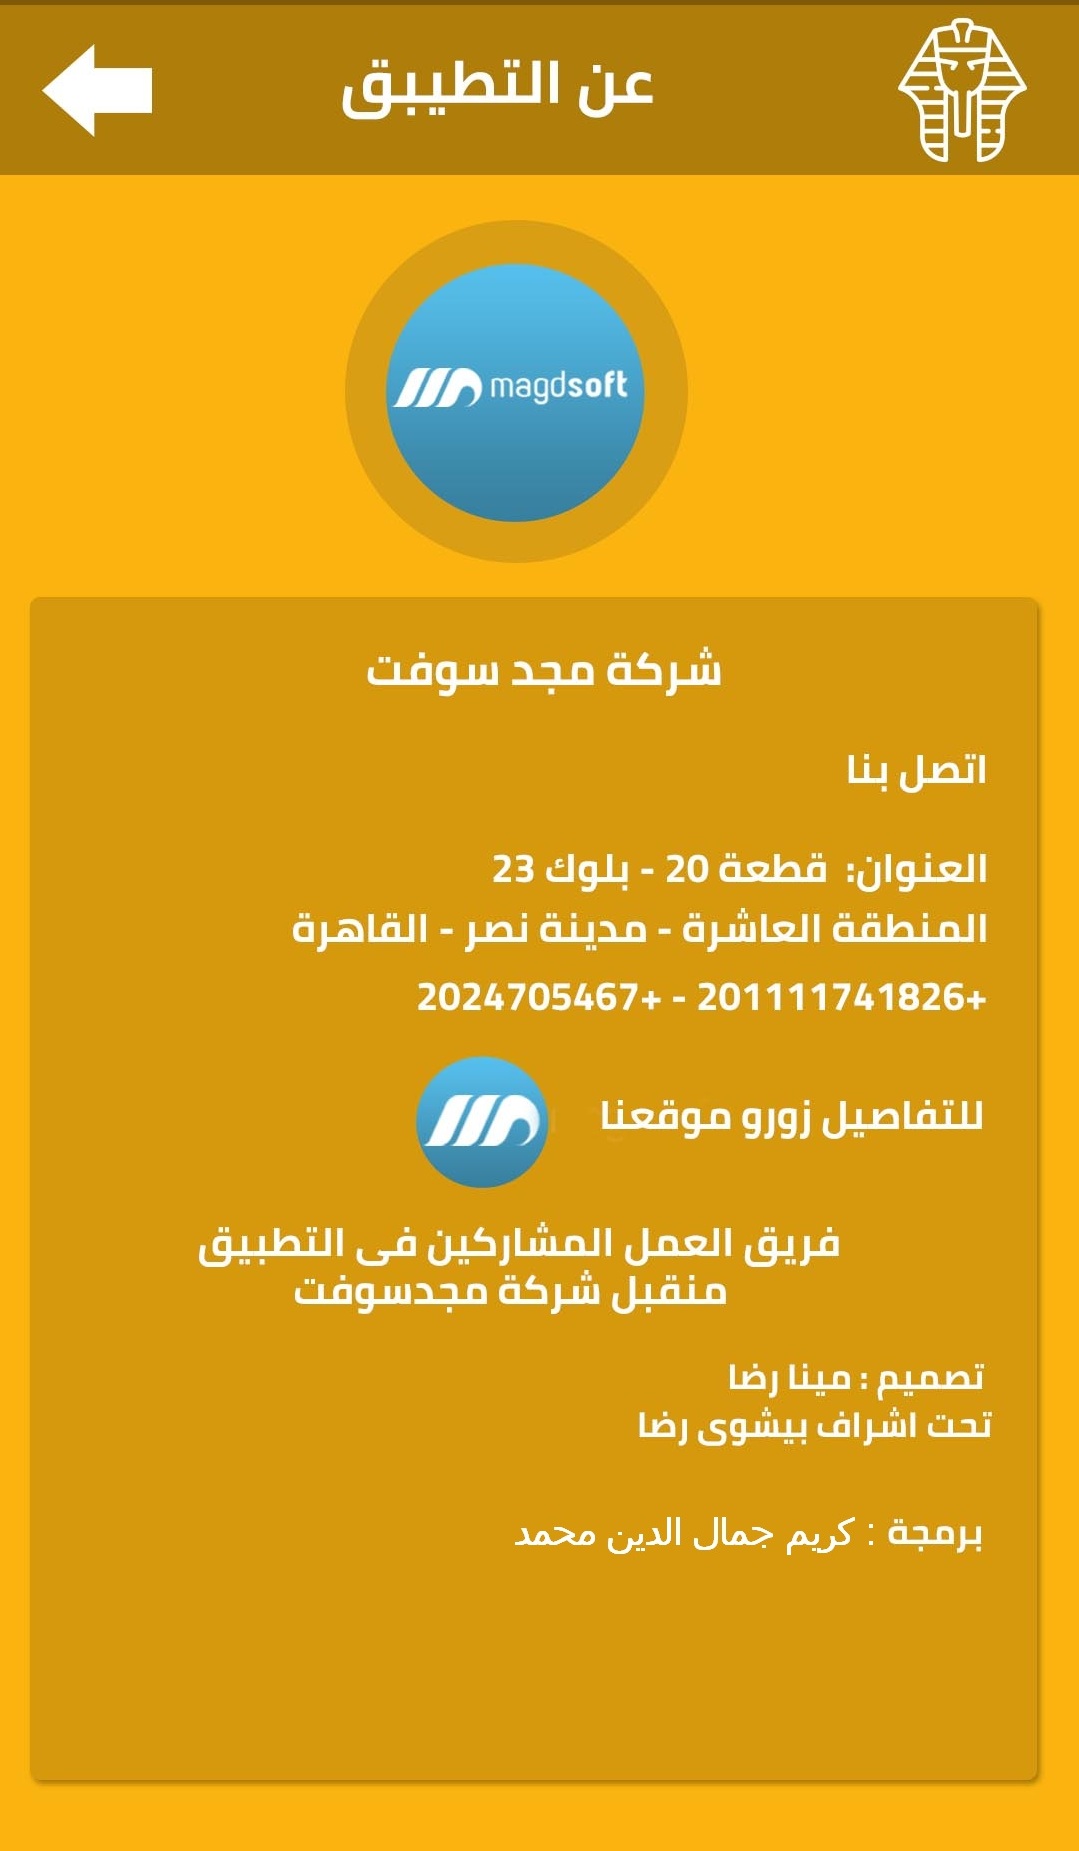 عن التطيبق
magdsoft
شركة مجد سوفت
اتصل بنا
العنوان: قطعة 20 - بلوك 23
المنطقة العاشرة - مدينة نصر - القاهرة
+201111741826 - +2024705467
للتفاصيل زورو موقعنا
فريق العمل المشاركين فى التطبيق
منقبل شركة مجدسوفت
تصميم : مينا رضا
تحت اشراف بيشوى رضا
برمجة : كريم جمال الدين محمد